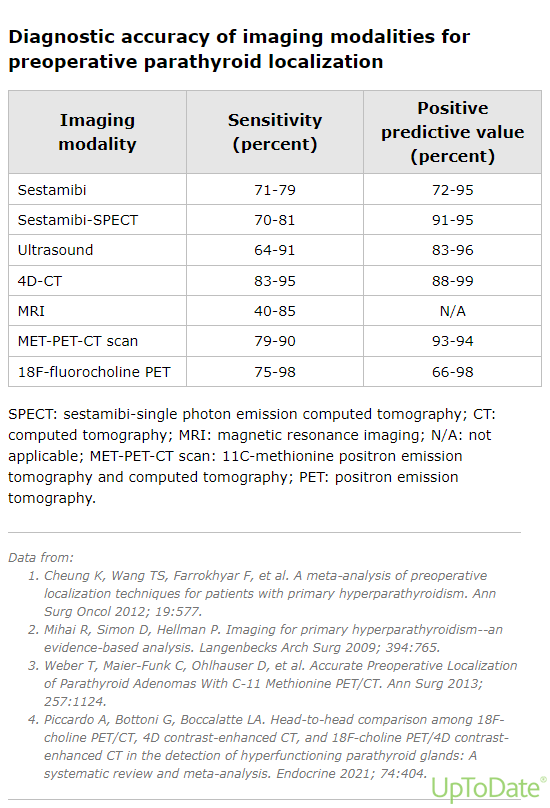 Diagnostic accuracy of imaging modalities for
preoperative parathyroid localization
Imaging modality Sensitivity (percent) Positive predictive value (percent)
Sestamibi 71-79 72-95
Sestamibi-SPECT 70-81 91-95
Ultrasound 64-91 83-96
4D-CT 83-95 88-99
MRI 40-85 N/A
MET-PET-CT scan 79-90 93-94
18F-fluorocholine PET 75-98 66-98
SPECT: sestamibi-single photon emission computed tomography; CT:
computed tomography; MRI: magnetic resonance imaging; N/A: not
applicable; MET-PET-CT scan: 11C-methionine positron emission
tomography and computed tomography; PET: positron emission
tomography.
Data from:
1. Cheung K, Wang TS, Farrokhyar F, et al. A meta-analysis of preoperative
localization techniques for patients with primary hyperparathyroidism. Ann
Surg Oncol 2012; 19:577.
2. Mihai R, Simon D, Hellman P. Imaging for primary hyperparathyroidism--an
evidence-based analysis. Langenbecks Arch Surg 2009; 394:765.
3. Weber T, Maier-Funk C, Ohlhauser D, et al. Accurate Preoperative Localization
of Parathyroid Adenomas With C-11 Methionine PET/CT. Ann Surg 2013;
257:1124.
4. Piccardo A, Bottoni G, Boccalatte LA. Head-to-head comparison among 18F-
choline PET/CT, 4D contrast-enhanced CT, and 18F-choline PET/4D contrast-
enhanced CT in the detection of hyperfunctioning parathyroid glands: A
systematic review and meta-analysis. Endocrine 2021; 74:404.
UpToDate®